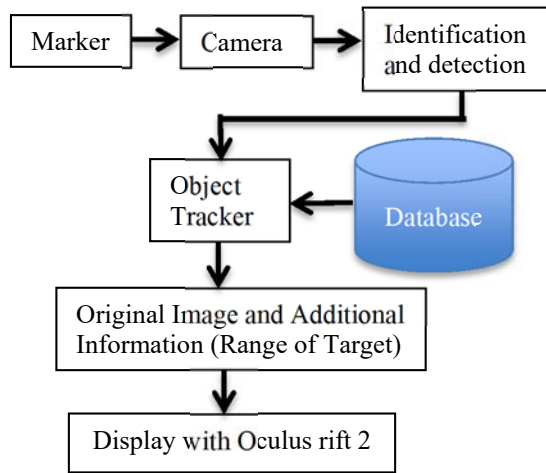 Marker
Camera
Identification
and detection
Object
Tracker
Database
Original Image and Additional
Information (Range of Target)
Display with Oculus rift 2